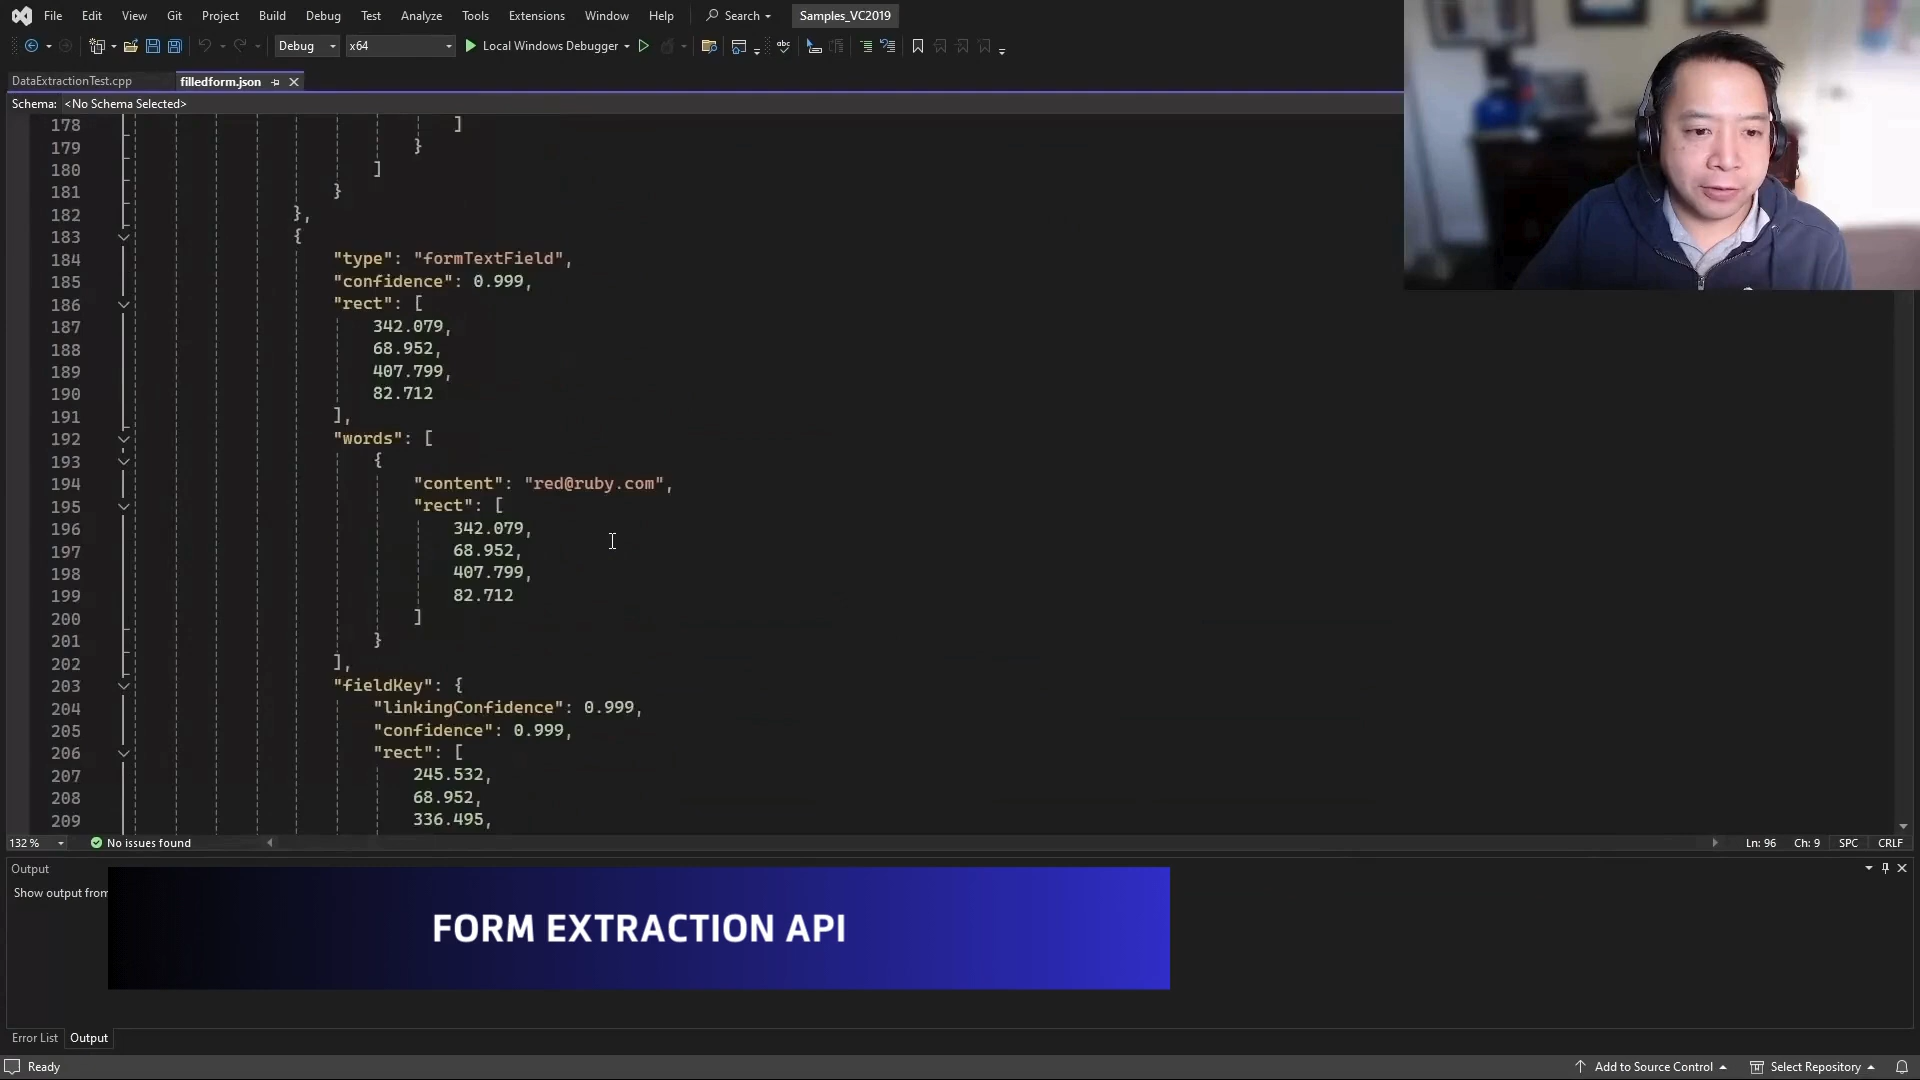 File Edit View Git Project Build Debug Test Analyze Tools Extensions Window Help Search Samples_VC2019
Debug x64 Local Windows Debugger
DataExtractionTest.cpp filledform.json
Schema: <No Schema Selected>
178 ]
179 }
180 ]
181 }
182 },
183 {
184 "type": "formTextField",
185 "confidence": 0.999,
186 "rect": [
187 342.079,
188 68.952,
189 407.799,
190 82.712
191 ],
192 "words": [
193 {
194 "content": "red@ruby.com",
195 "rect": [
196 342.079,
197 68.952,
198 407.799,
199 82.712
200 ]
201 }
202 ],
203 "fieldKey": {
204 "linkingConfidence": 0.999,
205 "confidence": 0.999,
206 "rect": [
207 245.532,
208 68.952,
209 336.495,
132 % No issues found Ln: 96 Ch: 9 SPC CRLF
Output
Show output from
FORM EXTRACTION API
Error List Output
Ready Add to Source Control Select Repository